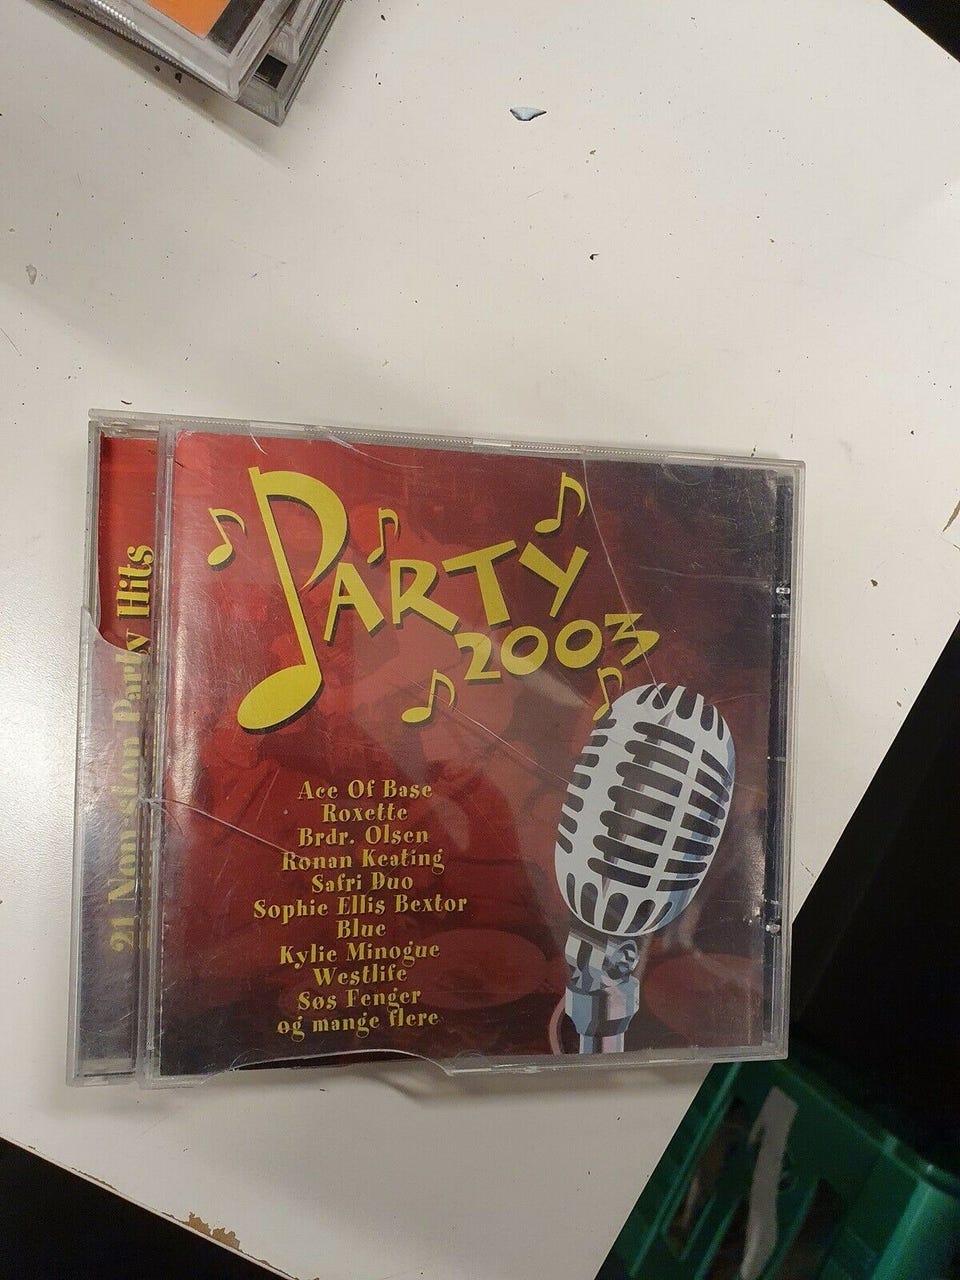 PARTY
2003
Ace Of Base
Roxette
Brdr. Olsen
Ronan Keating
Safri Duo
Sophie Ellis Bextor
Blue
Kylie Minogue
Westlife
Søs Fenger
og mange flere
21 Non-stop Party Hits